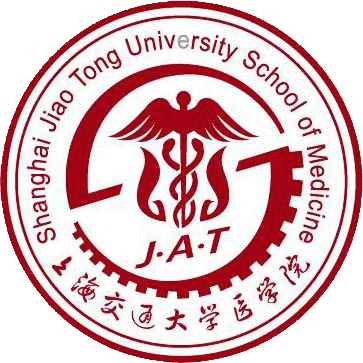 Shanghai Jiao Tong University School of Medicine
J·A·T
上海交通大学医学院